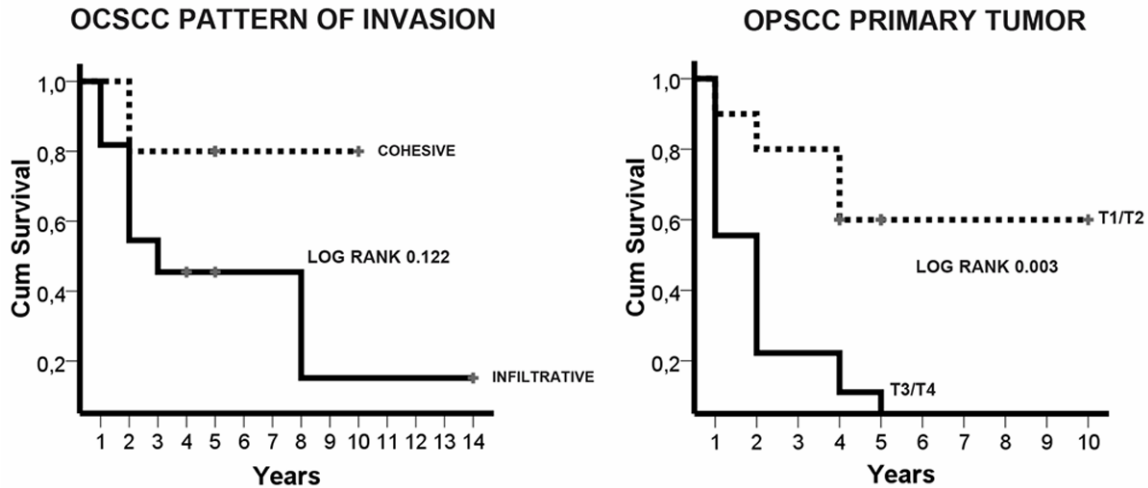 OCSCC PATTERN OF INVASION
Cum Survival
1,0
0,8
0,6
0,4
0,2
COHESIVE
LOG RANK 0.122
INFILTRATIVE
1 2 3 4 5 6 7 8 9 10 11 12 13 14
Years
OPSCC PRIMARY TUMOR
Cum Survival
1,0
0,8
0,6
0,4
0,2
T1/T2
LOG RANK 0.003
T3/T4
1 2 3 4 5 6 7 8 9 10
Years